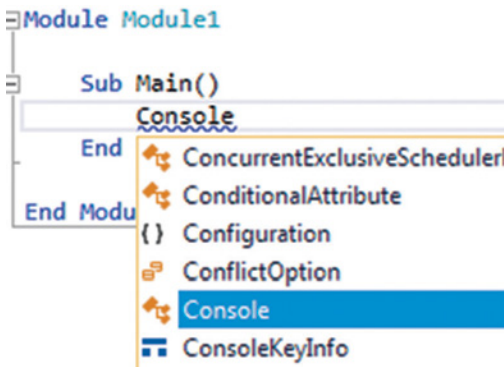 Module Module1
Sub Main()
Console
End
ConcurrentExclusiveScheduler
ConditionalAttribute
End Modu
{ } Configuration
ConflictOption
Console
ConsoleKeyInfo